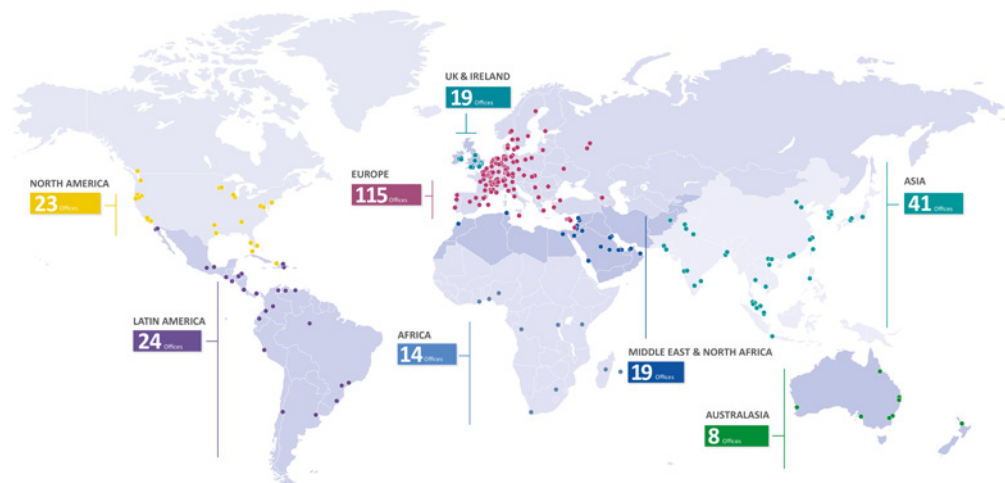 UK & IRELAND
19 Offices
NORTH AMERICA
23 Offices
EUROPE
115 Offices
ASIA
41 Offices
LATIN AMERICA
24 Offices
AFRICA
14 Offices
MIDDLE EAST & NORTH AFRICA
19 Offices
AUSTRALASIA
8 Offices